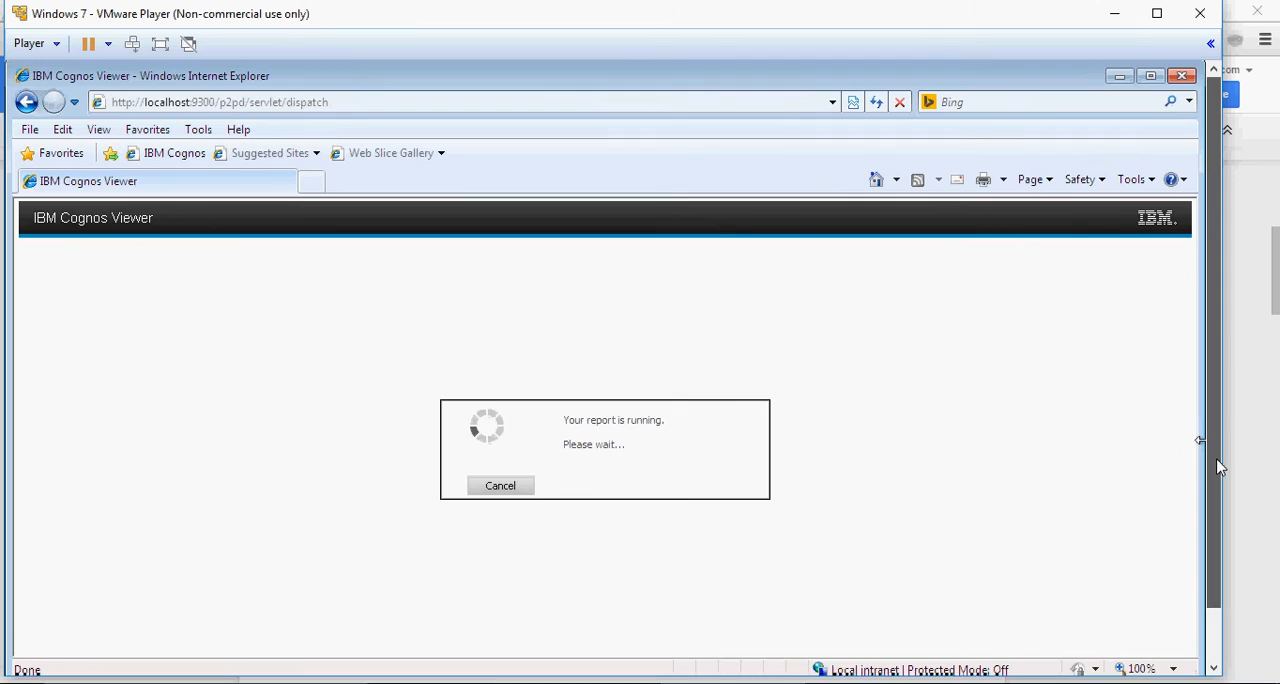 Windows 7 - VMware Player (Non-commercial use only)
Player
IBM Cognos Viewer - Windows Internet Explorer
.com
http://localhost:9300/p2pd/servlet/dispatch
Bing
e
File Edit View Favorites Tools Help
Favorites IBM Cognos Suggested Sites Web Slice Gallery
IBM Cognos Viewer
Page Safety Tools
IBM Cognos Viewer
IBM.
Your report is running.
Please wait...
Cancel
Done
Local intranet | Protected Mode: Off
100%